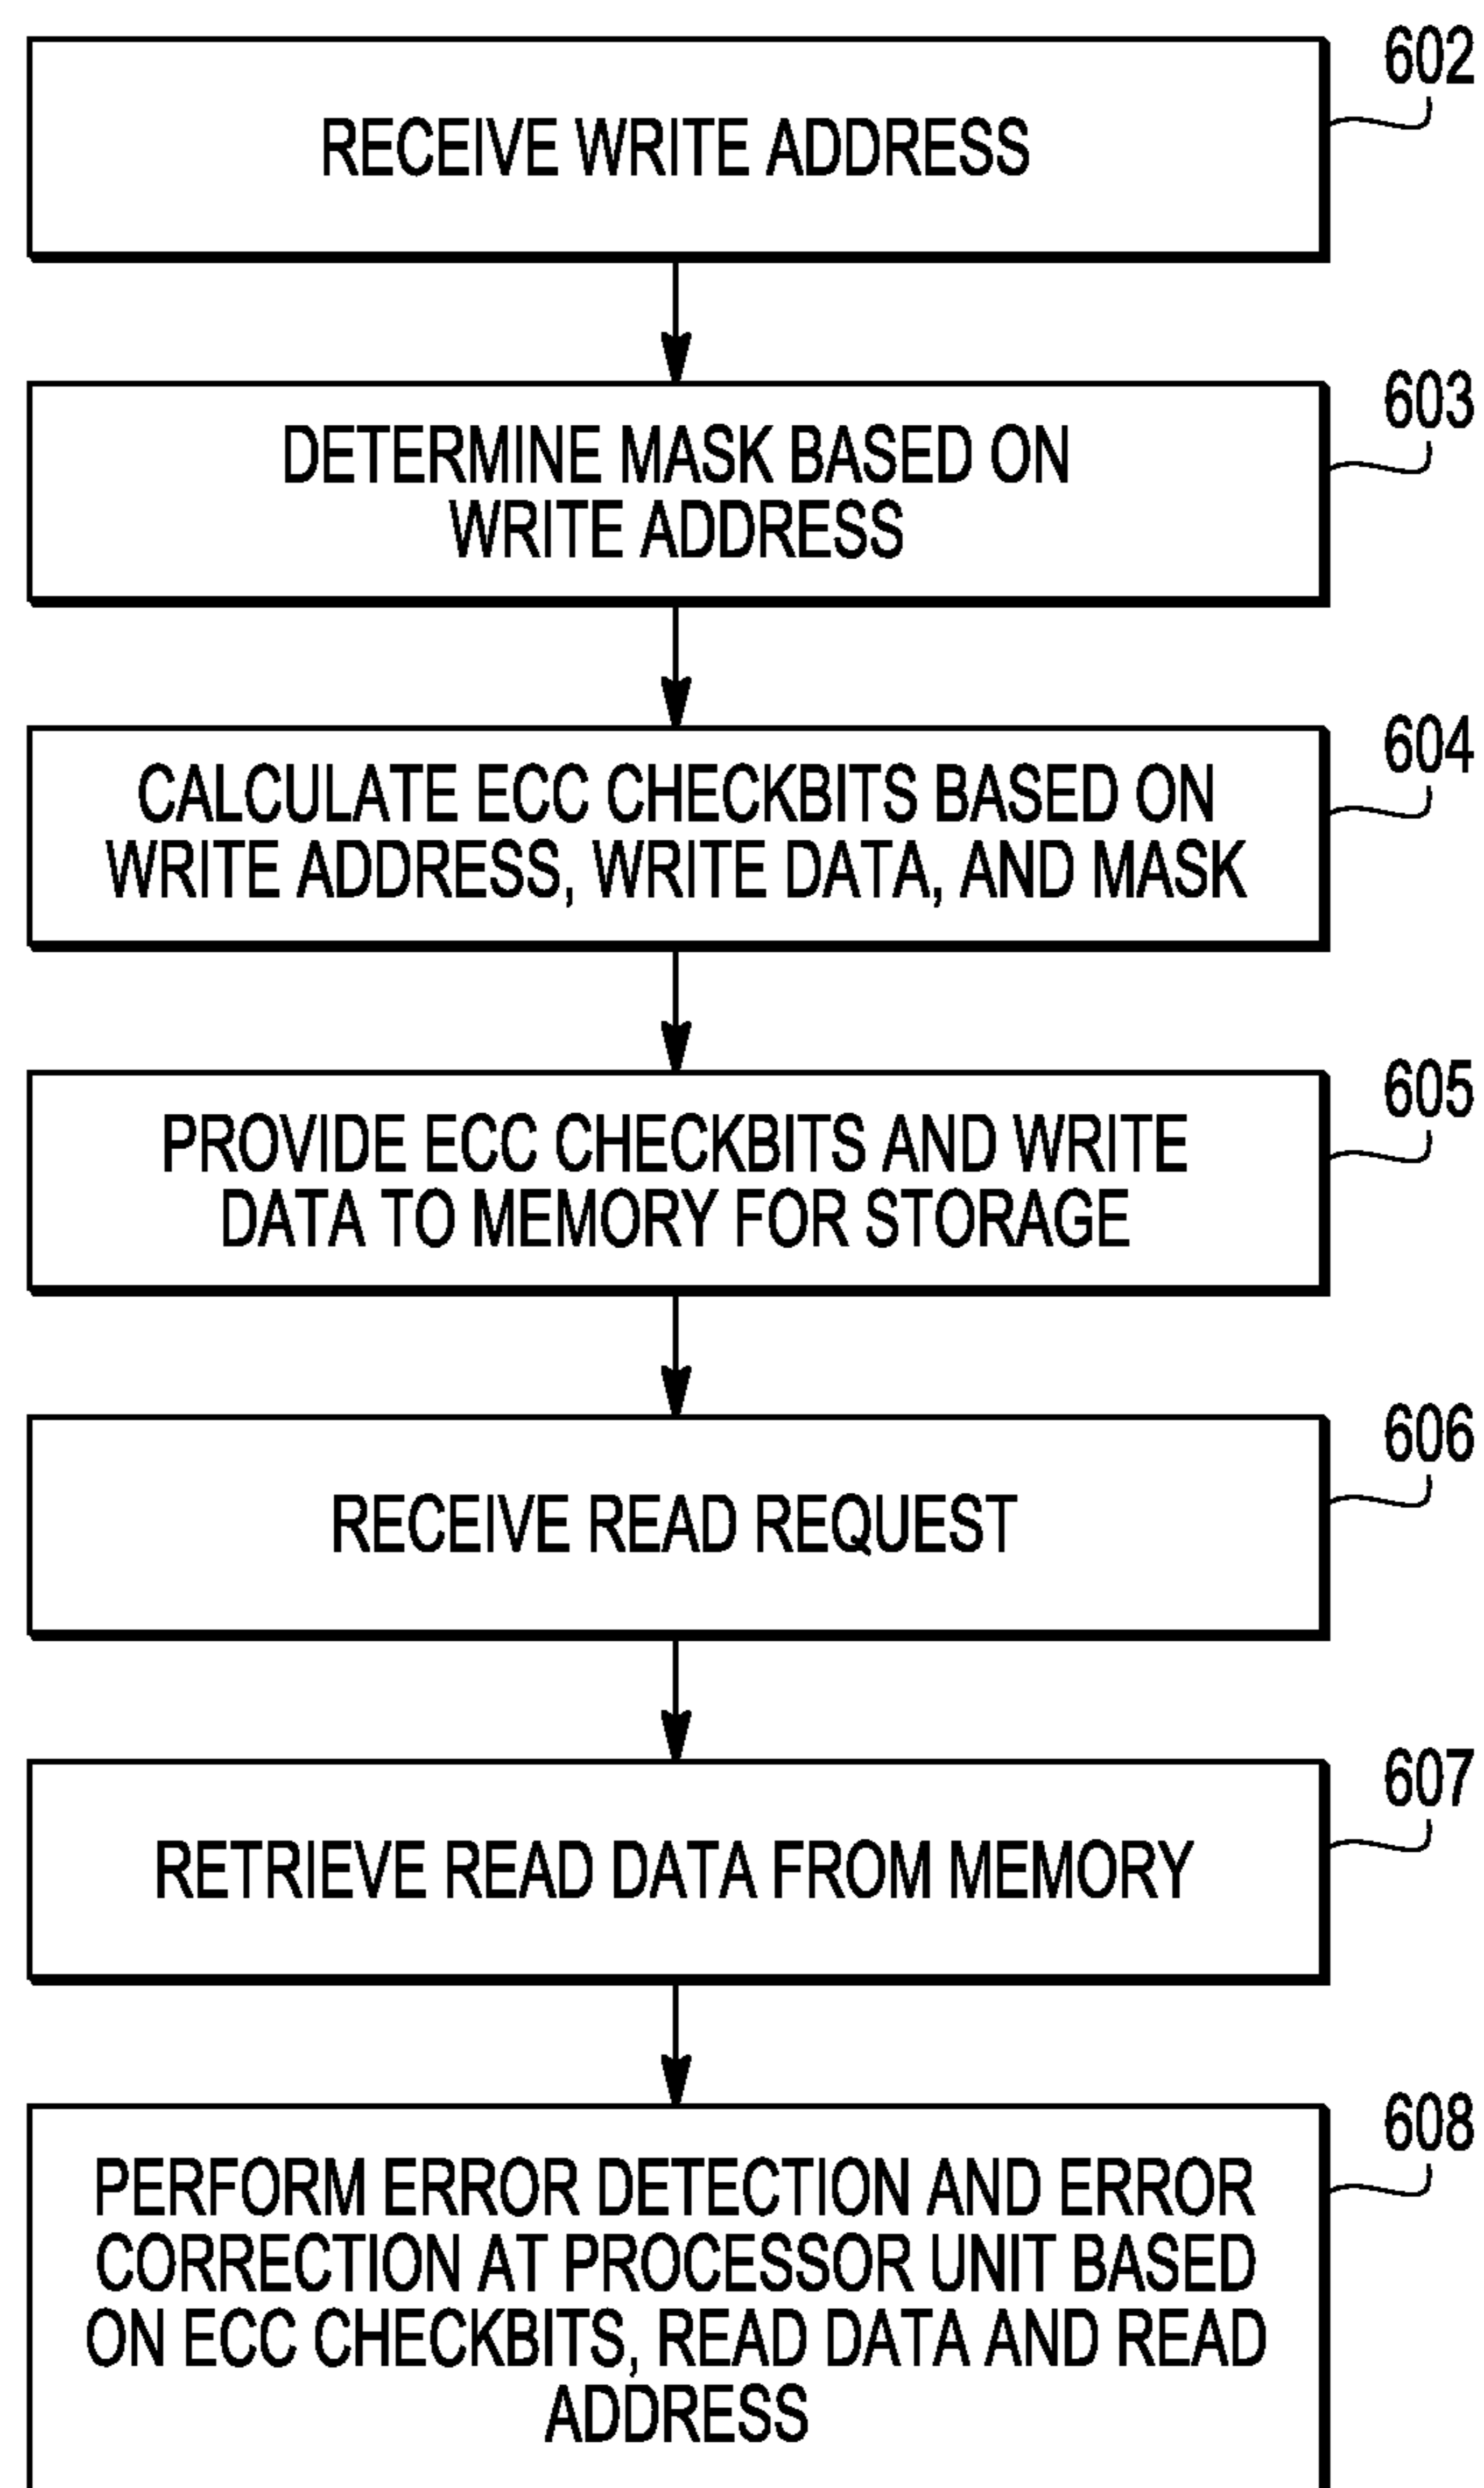 602
RECEIVE WRITE ADDRESS
603
DETERMINE MASK BASED ON
WRITE ADDRESS
604
CALCULATE ECC CHECKBITS BASED ON
WRITE ADDRESS, WRITE DATA, AND MASK
605
PROVIDE ECC CHECKBITS AND WRITE
DATA TO MEMORY FOR STORAGE
606
RECEIVE READ REQUEST
607
RETRIEVE READ DATA FROM MEMORY
608
PERFORM ERROR DETECTION AND ERROR
CORRECTION AT PROCESSOR UNIT BASED
ON ECC CHECKBITS, READ DATA AND READ
ADDRESS